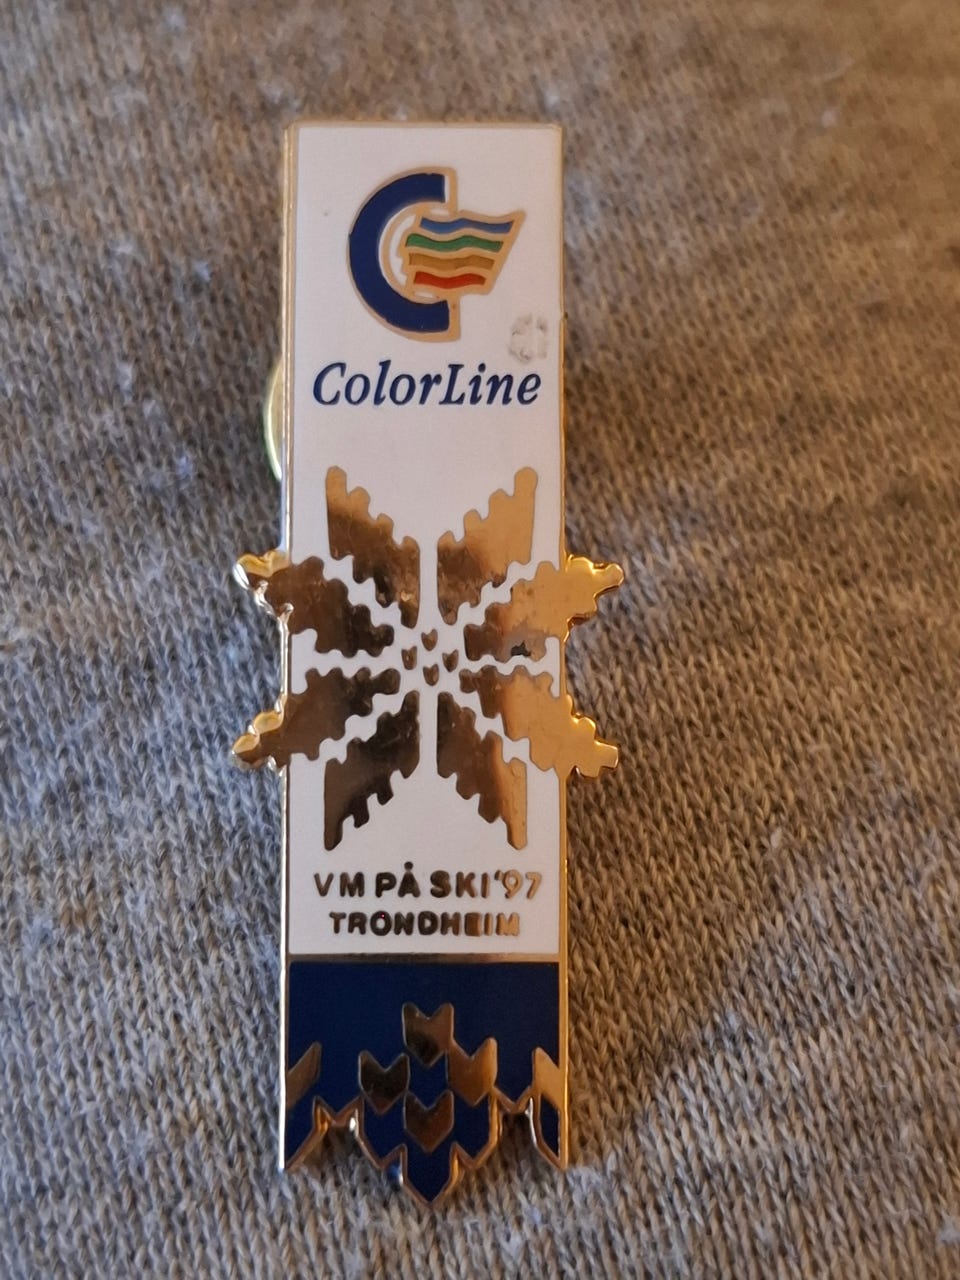 ColorLine
VM PÅ SKI '97
TRONDHEIM